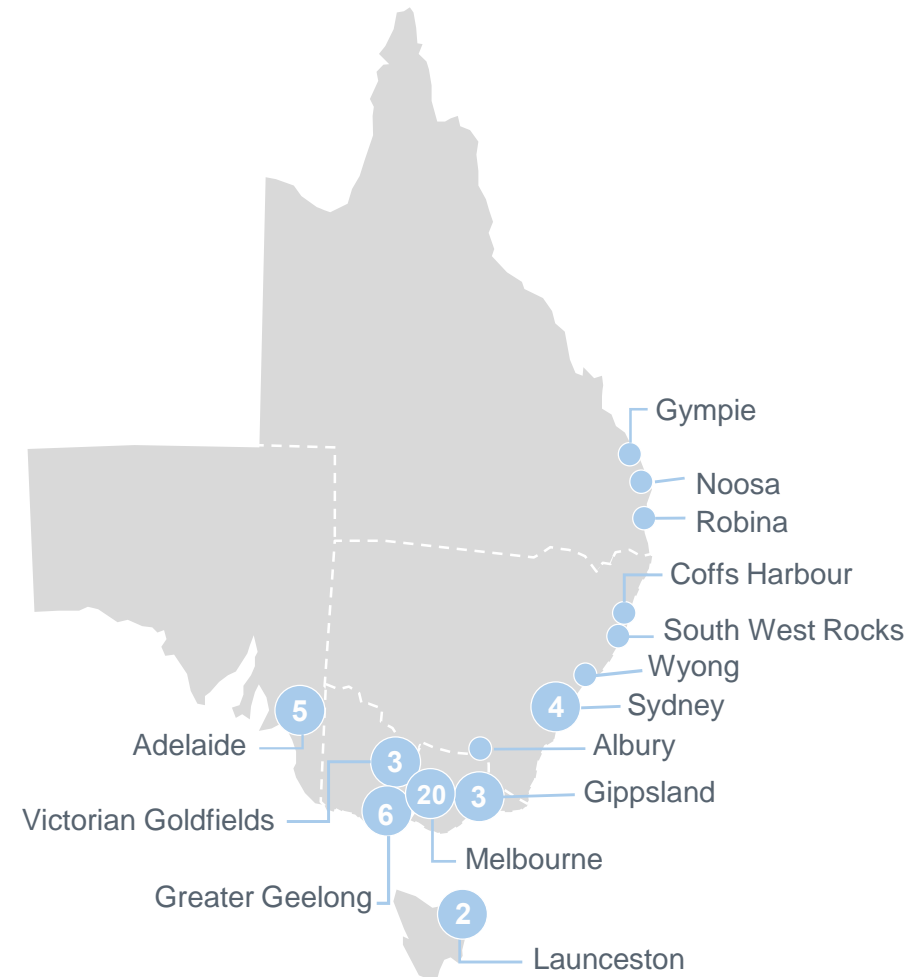 Gympie
Noosa
Robina
Coffs Harbour
South West Rocks
Wyong
4
Sydney
5
Adelaide
Albury
3
20
3
Gippsland
6
Victorian Goldfields
Melbourne
Greater Geelong
2
Launceston